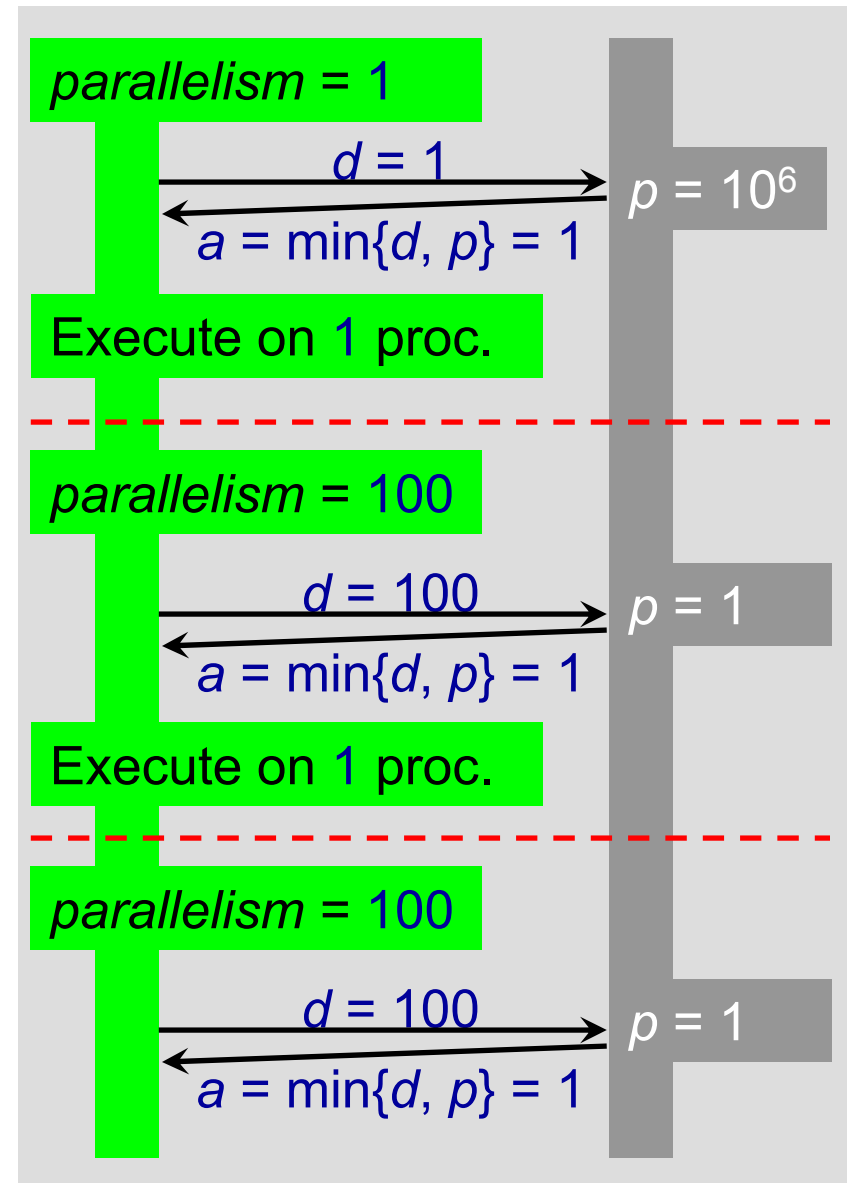 parallelism = 1
d = 1
p = 10⁶
a = min{d, p} = 1
Execute on 1 proc.
parallelism = 100
d = 100
p = 1
a = min{d, p} = 1
Execute on 1 proc.
parallelism = 100
d = 100
p = 1
a = min{d, p} = 1